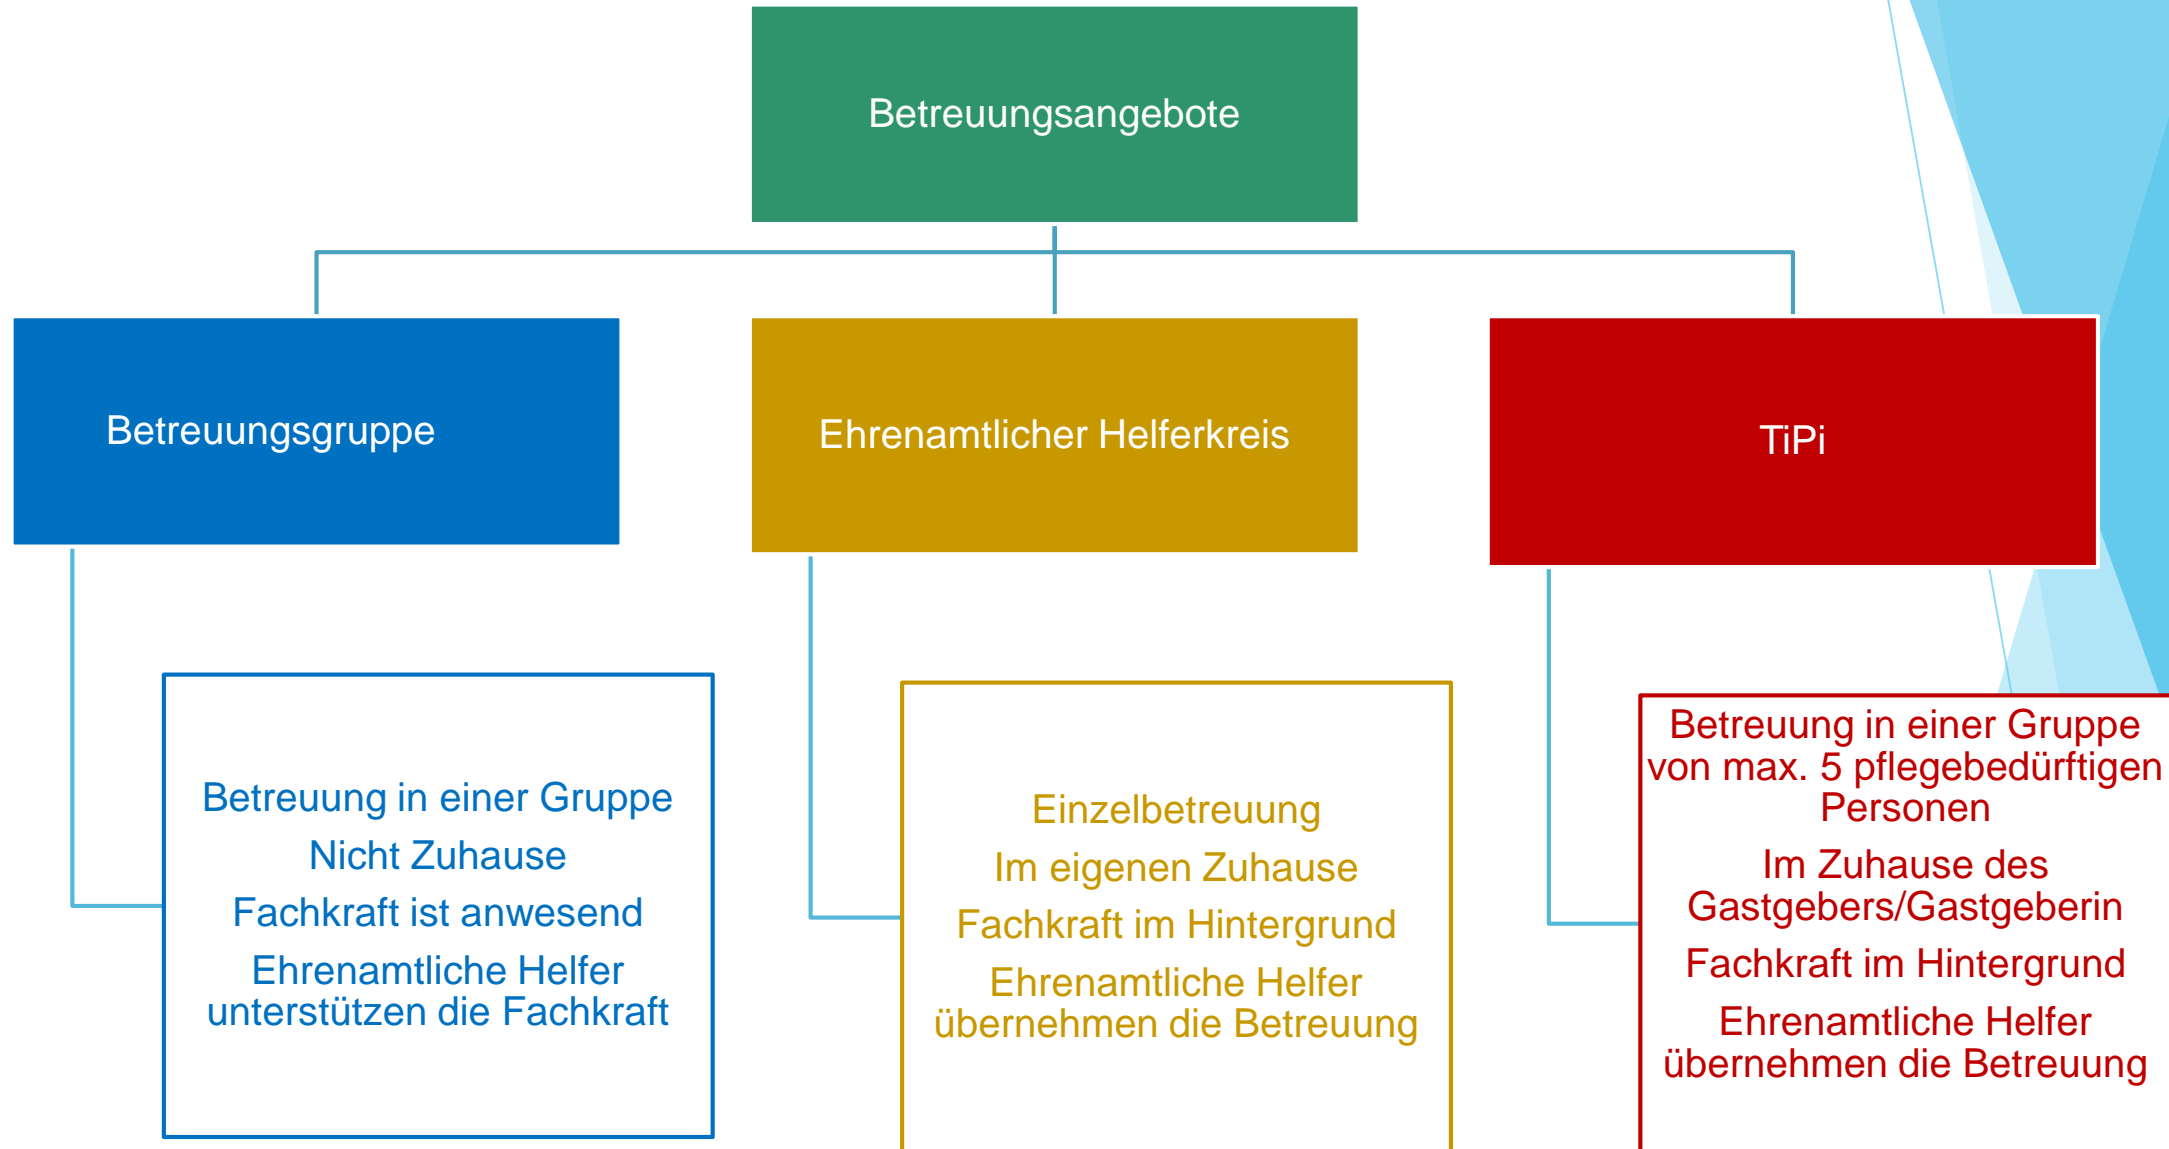 Betreuungsangebote
Betreuungsgruppe
Ehrenamtlicher Helferkreis
TiPi
Betreuung in einer Gruppe
Nicht Zuhause
Fachkraft ist anwesend
Ehrenamtliche Helfer
unterstützen die Fachkraft
Einzelbetreuung
Im eigenen Zuhause
Fachkraft im Hintergrund
Ehrenamtliche Helfer
übernehmen die Betreuung
Betreuung in einer Gruppe
von max. 5 pflegebedürftigen
Personen
Im Zuhause des
Gastgebers/Gastgeberin
Fachkraft im Hintergrund
Ehrenamtliche Helfer
übernehmen die Betreuung